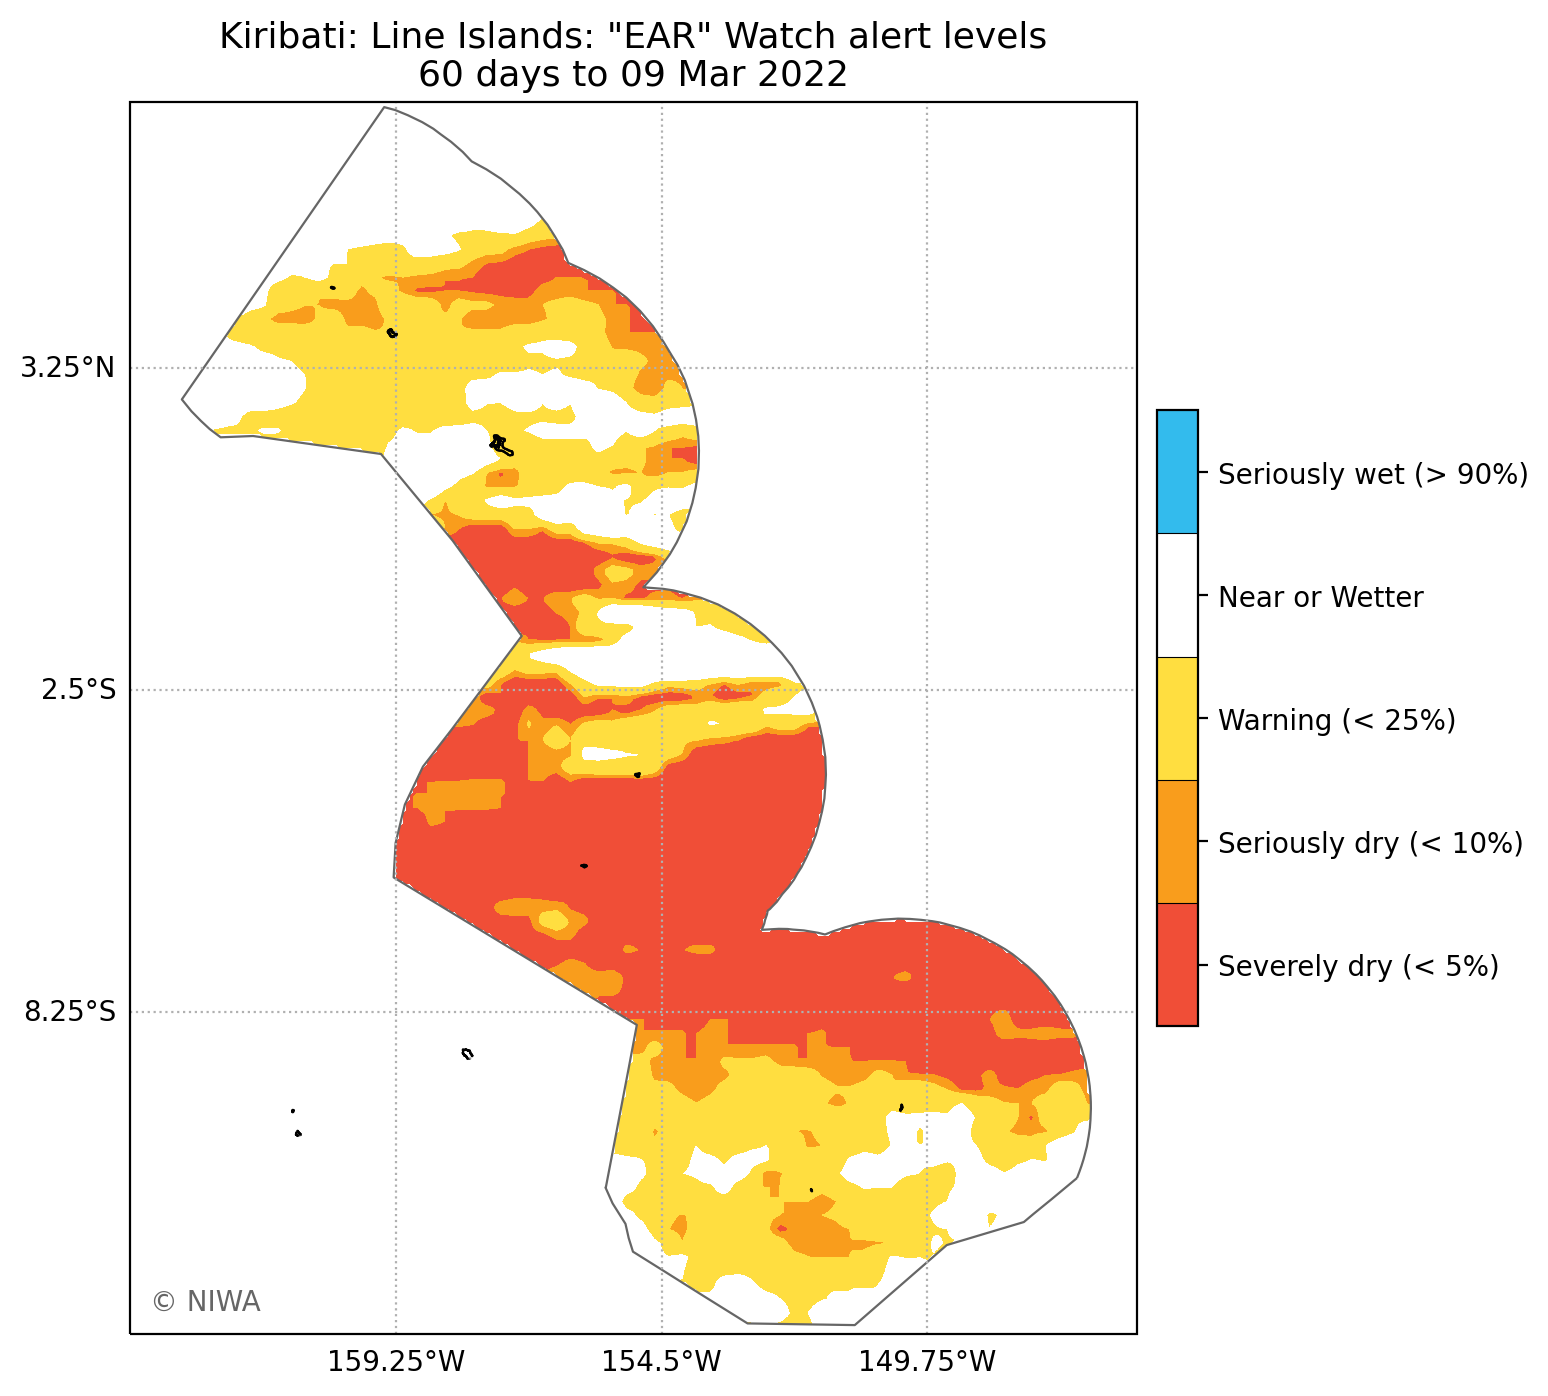 Kiribati: Line Islands: "EAR" Watch alert levels
60 days to 09 Mar 2022
3.25°N
2.5°S
8.25°S
159.25°W
154.5°W
149.75°W
© NIWA
Seriously wet (> 90%)
Near or Wetter
Warning (< 25%)
Seriously dry (< 10%)
Severely dry (< 5%)